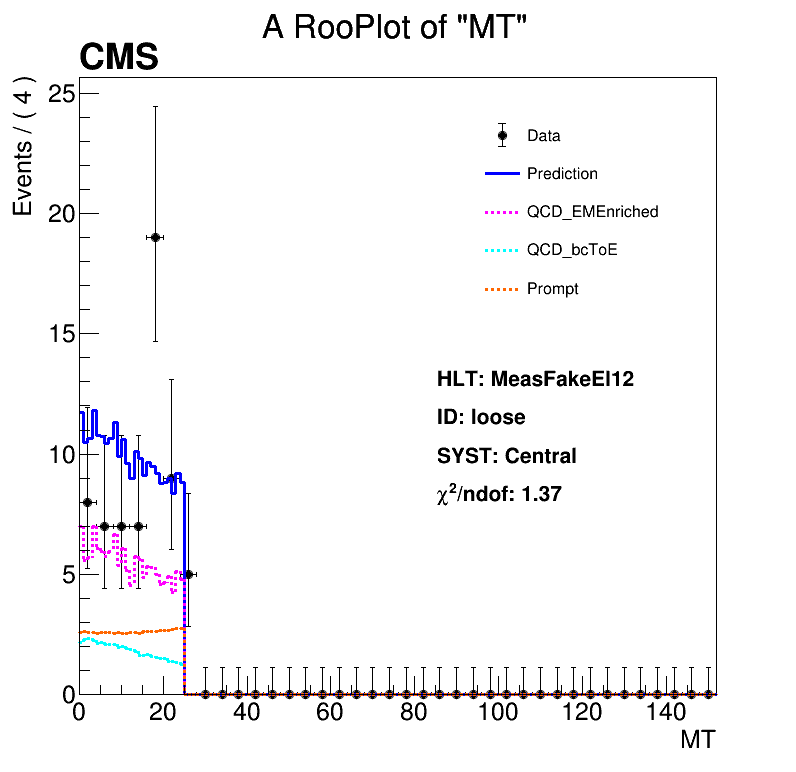 A RooPlot of "MT"
CMS
Events / ( 4 )
25
20
15
10
5
0
0 20 40 60 80 100 120 140
MT
Data
Prediction
QCD_EMEnriched
QCD_bcToE
Prompt
HLT: MeasFakeEl12
ID: loose
SYST: Central
χ²/ndof: 1.37